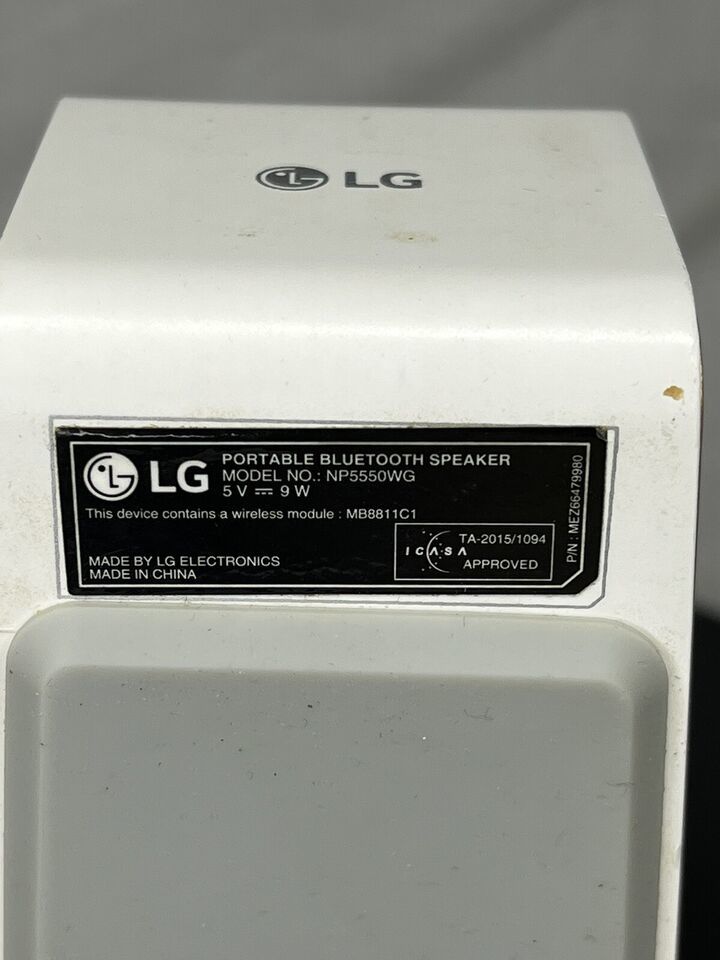 LG
LG
PORTABLE BLUETOOTH SPEAKER
MODEL NO.: NP5550WG
5 V ⎓ 9 W
This device contains a wireless module : MB8811C1
ICASA
TA-2015/1094
APPROVED
MADE BY LG ELECTRONICS
MADE IN CHINA
P/N : MEZ66479980